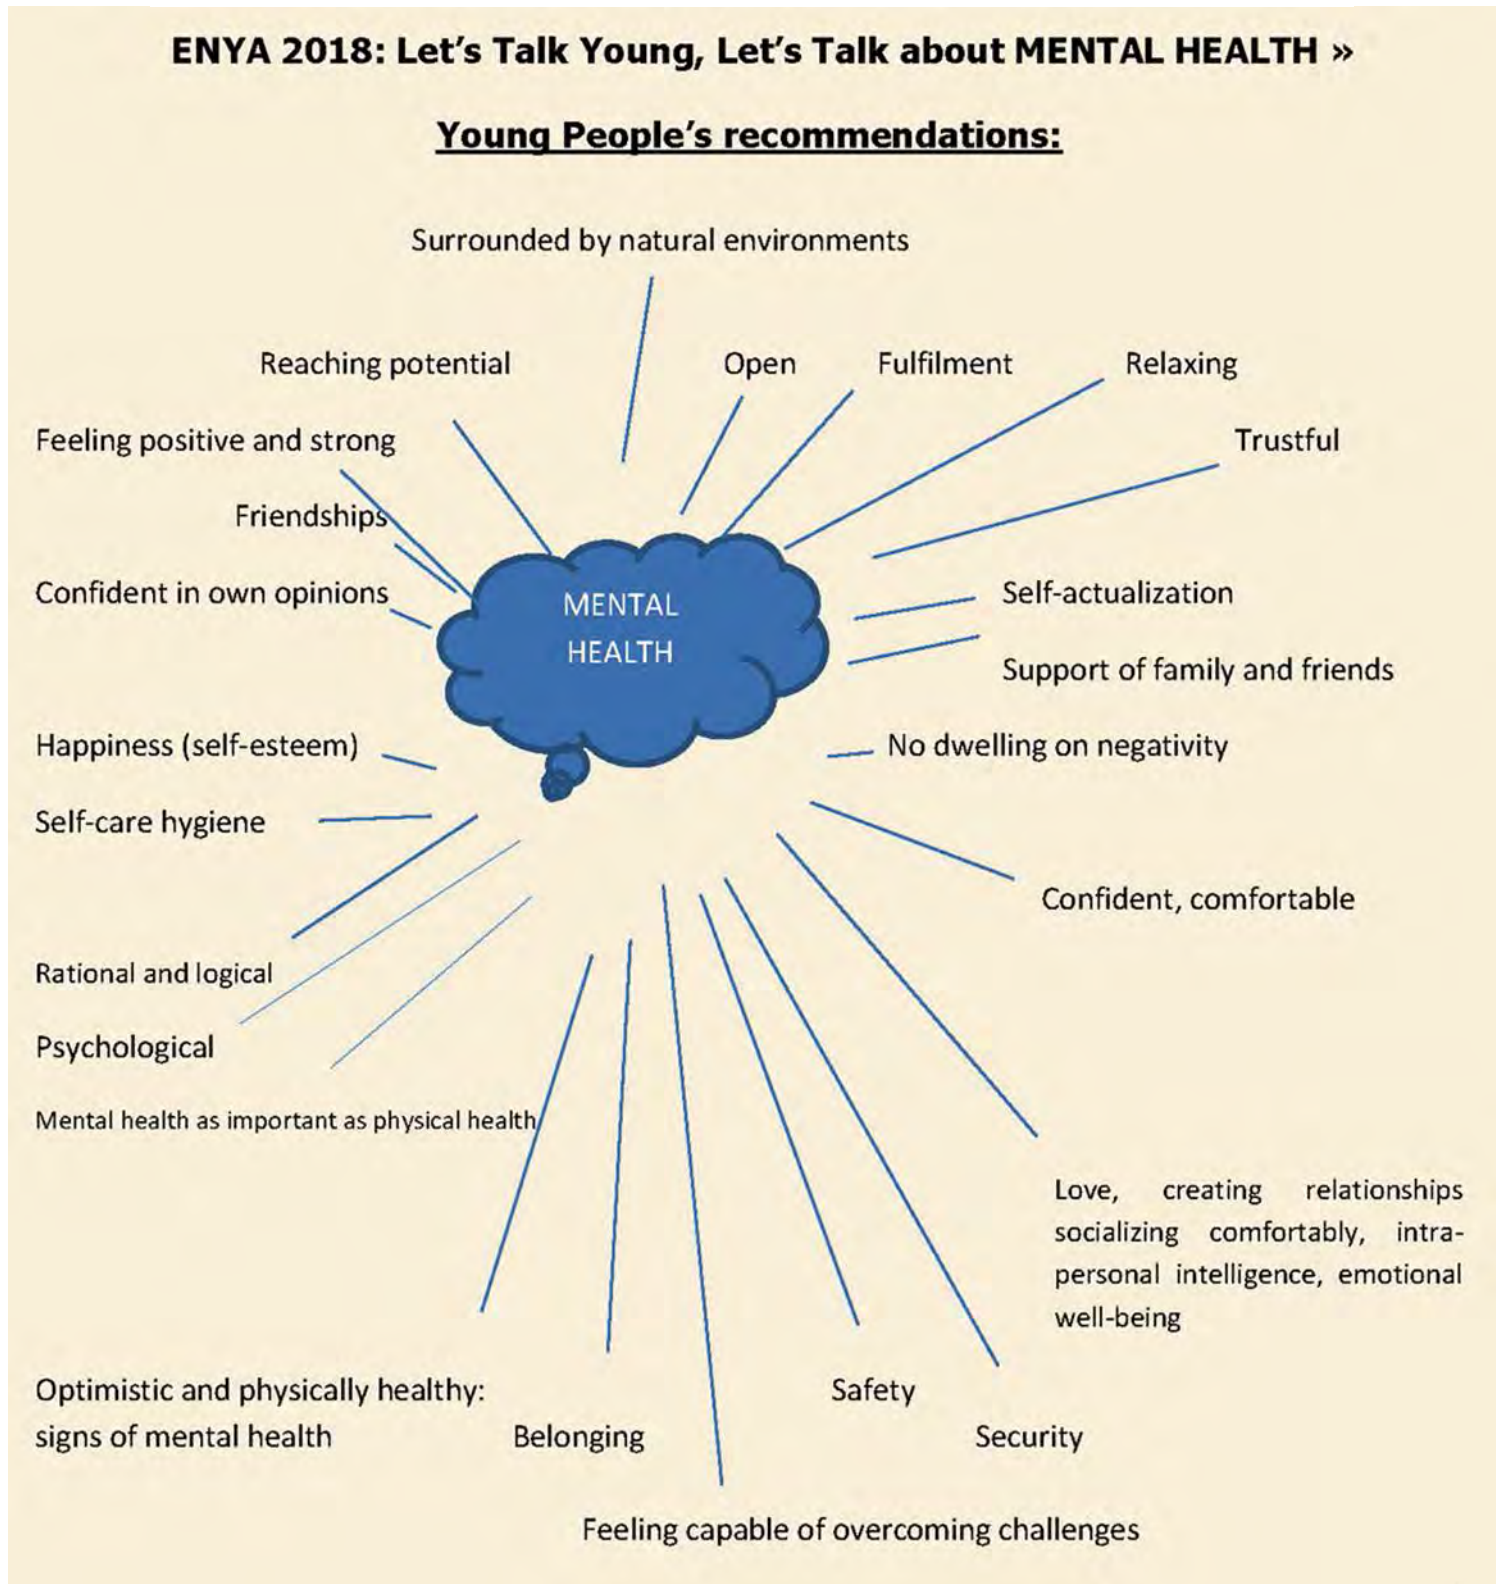 ENYA 2018: Let's Talk Young, Let's Talk about MENTAL HEALTH »
Young People's recommendations:
Surrounded by natural environments
Reaching potential
Open
Fulfilment
Relaxing
Feeling positive and strong
Trustful
Friendships
Confident in own opinions
MENTAL
HEALTH
Self-actualization
Support of family and friends
Happiness (self-esteem)
No dwelling on negativity
Self-care hygiene
Confident, comfortable
Rational and logical
Psychological
Mental health as important as physical health
Love, creating relationships
socializing comfortably, intra-
personal intelligence, emotional
well-being
Optimistic and physically healthy:
signs of mental health
Belonging
Safety
Security
Feeling capable of overcoming challenges